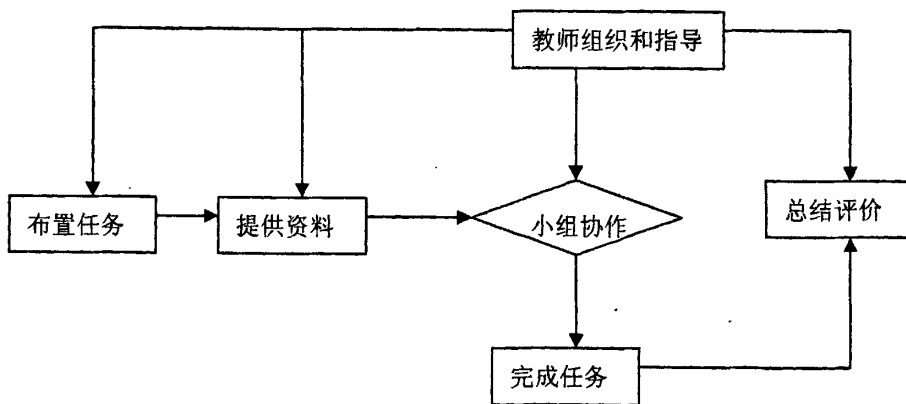 教师组织和指导
布置任务
提供资料
小组协作
总结评价
完成任务